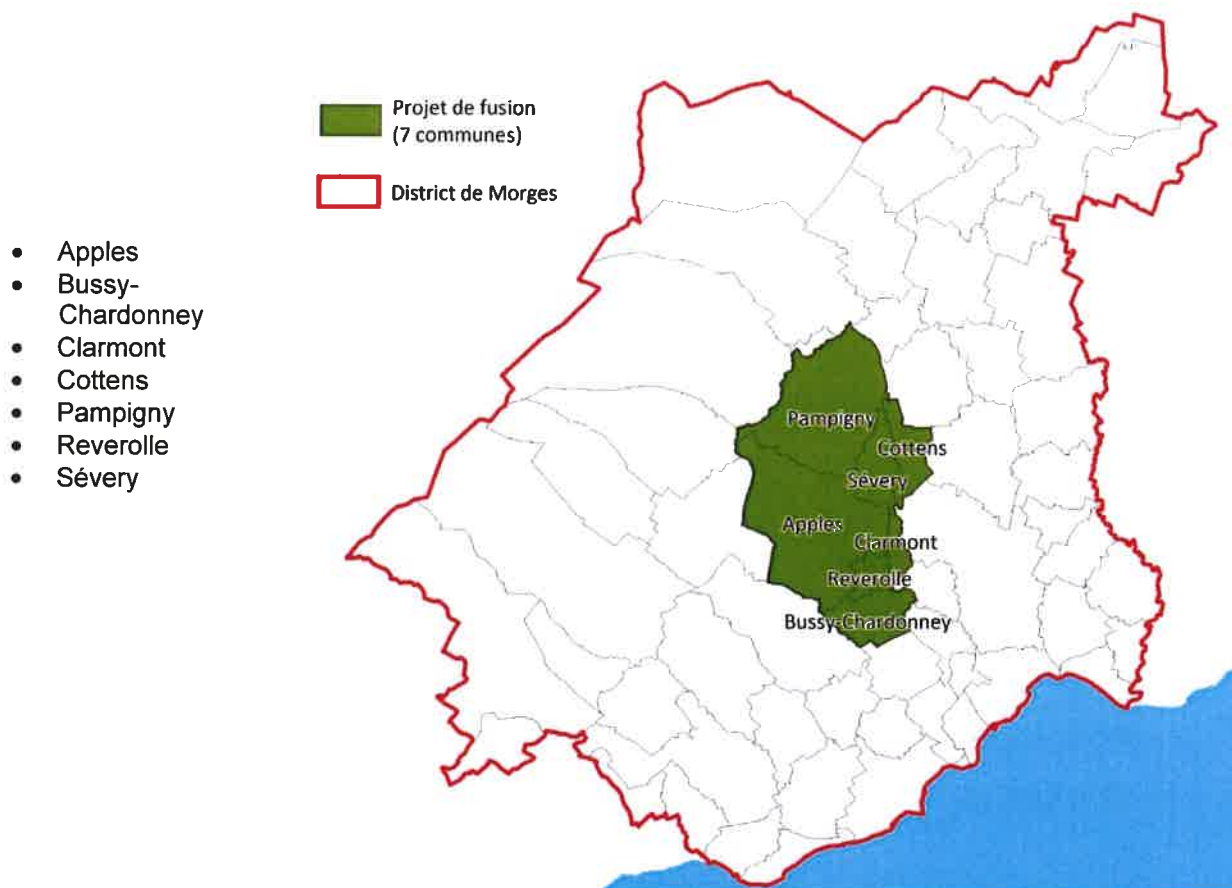 Projet de fusion
(7 communes)
District de Morges
• Apples
• Bussy-
Chardonney
• Clarmont
• Cottens
• Pampigny
• Reverolle
• Sévery
Pampigny
Cottens
Sévery
Apples
Clarmont
Reverolle
Bussy-Chardonney